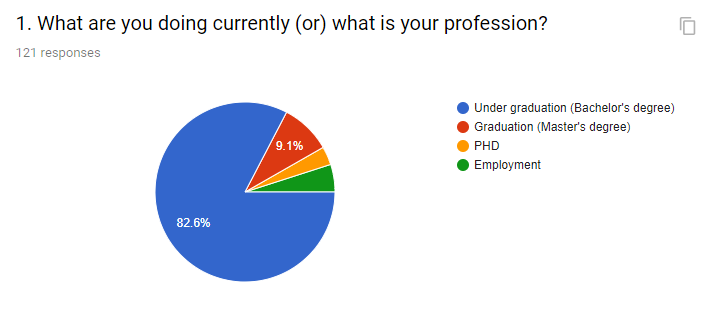 1. What are you doing currently (or) what is your profession?
121 responses
Under graduation (Bachelor's degree)
Graduation (Master's degree)
PHD
Employment
9.1%
82.6%